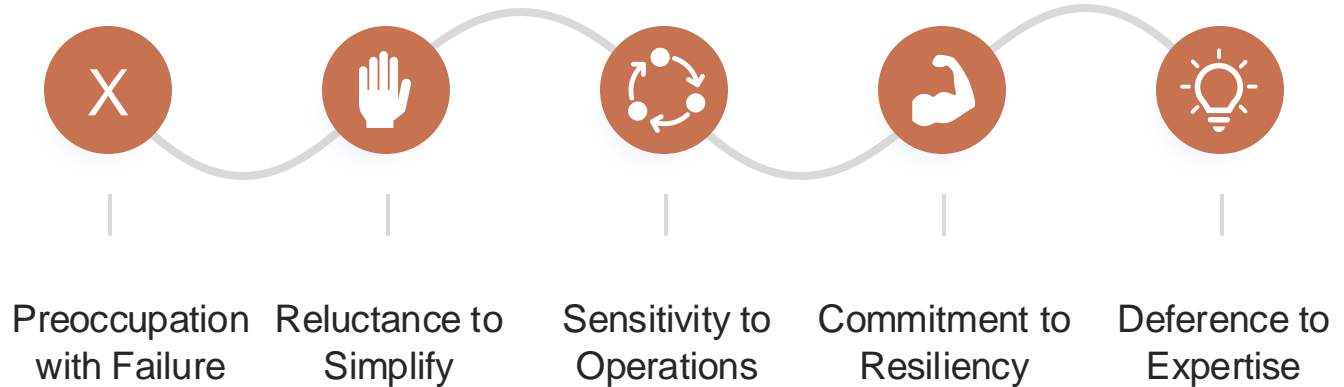 X
Preoccupation
with Failure
Reluctance to
Simplify
Sensitivity to
Operations
Commitment to
Resiliency
Deference to
Expertise